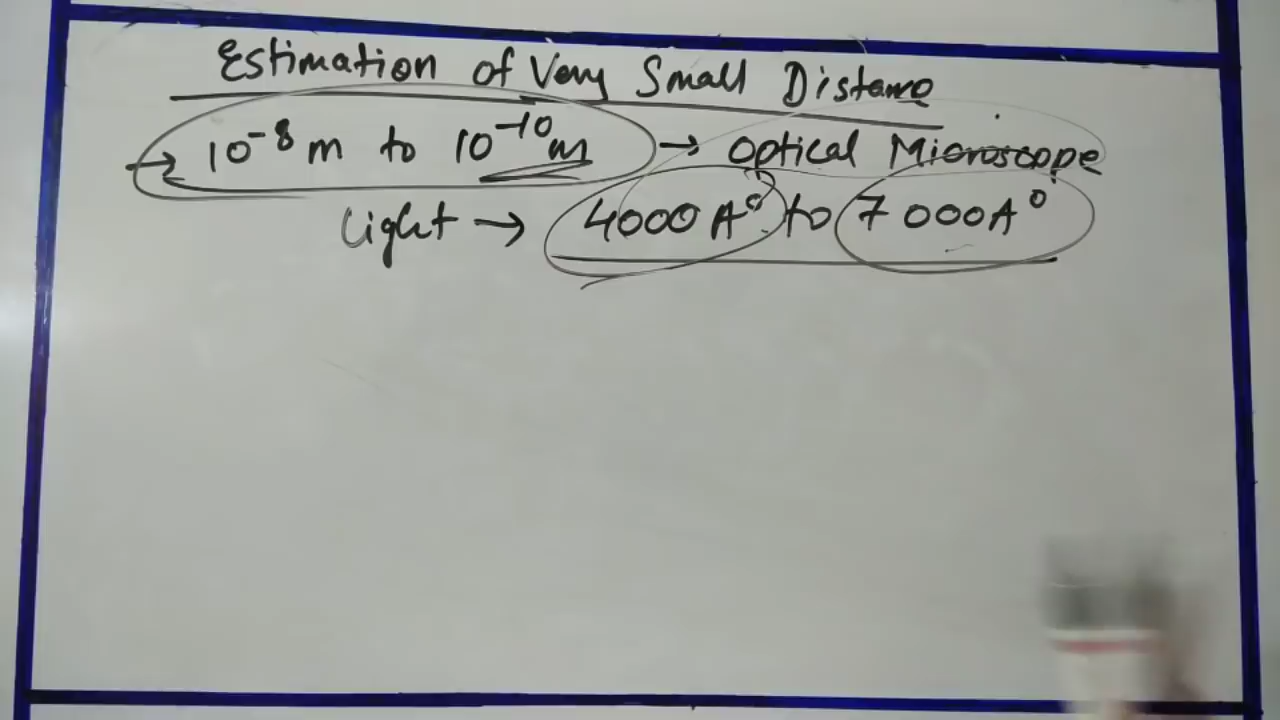 Estimation of Very Small Distance
→ 10⁻⁸ m to 10⁻¹⁰ m → Optical Microscope
light → 4000 A° to 7000 A°